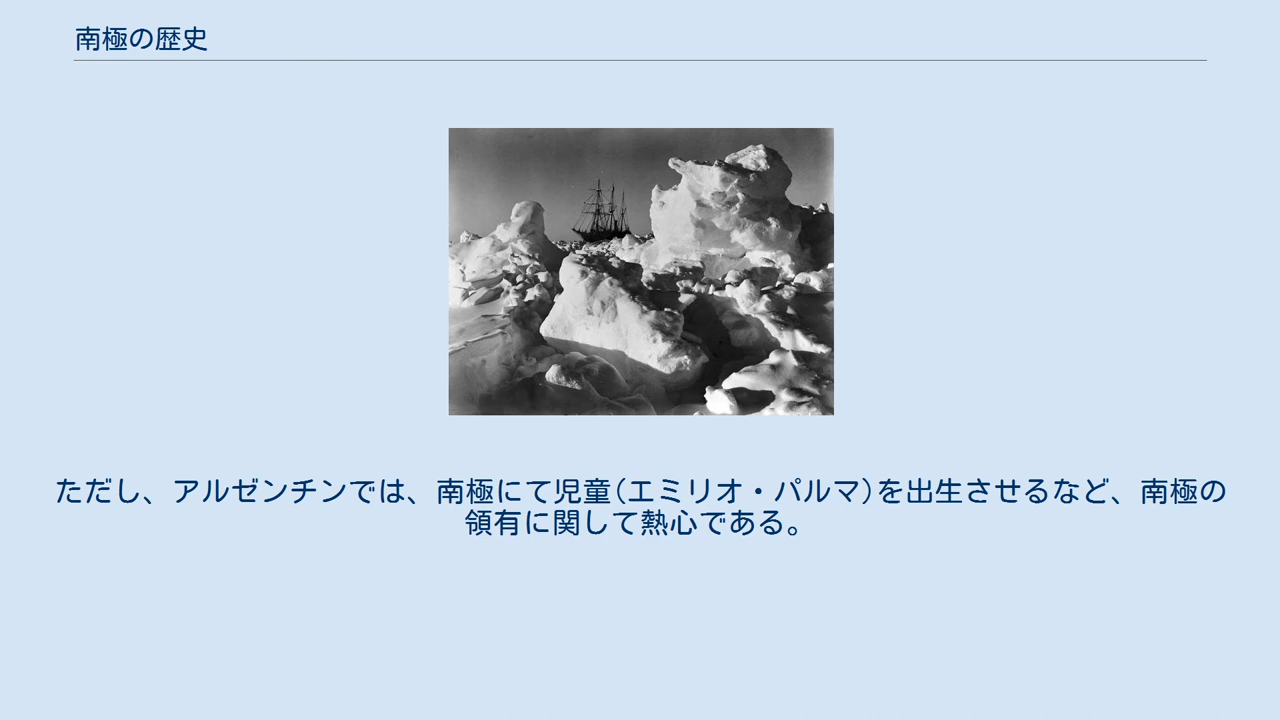 南極の歴史
ただし、アルゼンチンでは、南極にて児童(エミリオ・パルマ)を出生させるなど、南極の
領有に関して熱心である。